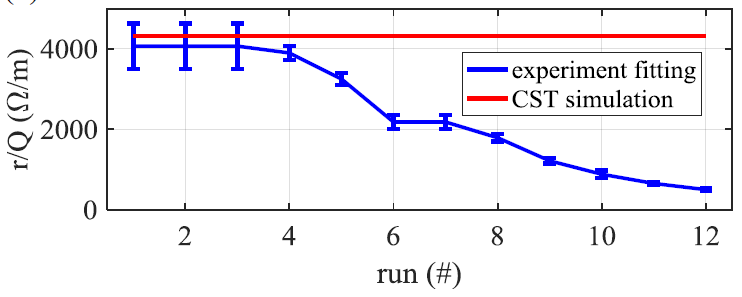 4000
2000
0
r/Q (Ω/m)
experiment fitting
CST simulation
2 4 6 8 10 12
run (#)